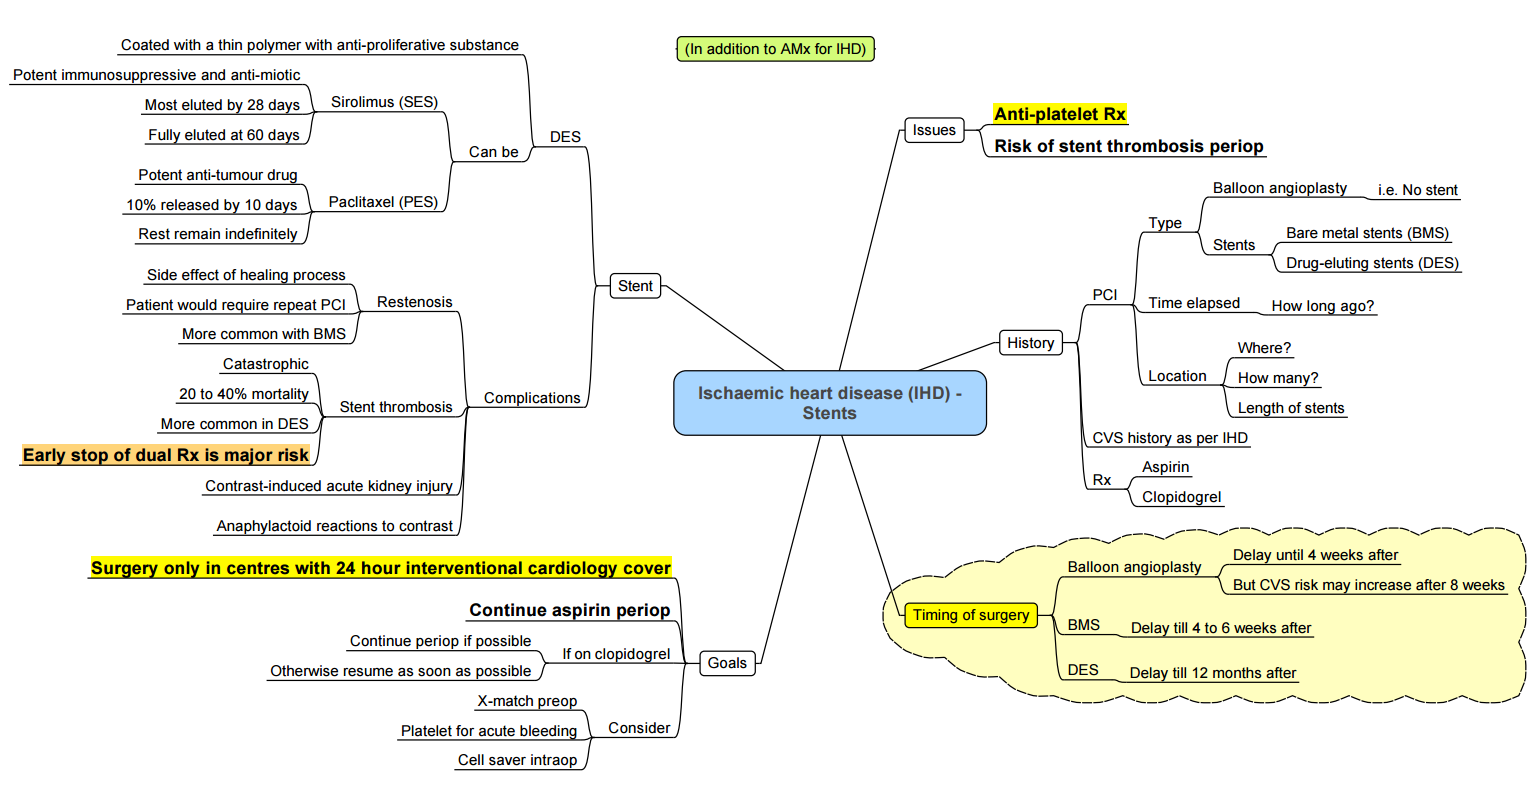 (In addition to AMx for IHD)
Ischaemic heart disease (IHD) -
Stents
Issues
Anti-platelet Rx
Risk of stent thrombosis periop
History
PCI
Type
Balloon angioplasty
i.e. No stent
Stents
Bare metal stents (BMS)
Drug-eluting stents (DES)
Time elapsed
How long ago?
Location
Where?
How many?
Length of stents
CVS history as per IHD
Rx
Aspirin
Clopidogrel
Timing of surgery
Balloon angioplasty
Delay until 4 weeks after
But CVS risk may increase after 8 weeks
BMS
Delay till 4 to 6 weeks after
DES
Delay till 12 months after
Goals
Surgery only in centres with 24 hour interventional cardiology cover
Continue aspirin periop
If on clopidogrel
Continue periop if possible
Otherwise resume as soon as possible
Consider
X-match preop
Platelet for acute bleeding
Cell saver intraop
Stent
DES
Coated with a thin polymer with anti-proliferative substance
Can be
Sirolimus (SES)
Potent immunosuppressive and anti-miotic
Most eluted by 28 days
Fully eluted at 60 days
Paclitaxel (PES)
Potent anti-tumour drug
10% released by 10 days
Rest remain indefinitely
Complications
Restenosis
Side effect of healing process
Patient would require repeat PCI
More common with BMS
Stent thrombosis
Catastrophic
20 to 40% mortality
More common in DES
Early stop of dual Rx is major risk
Contrast-induced acute kidney injury
Anaphylactoid reactions to contrast